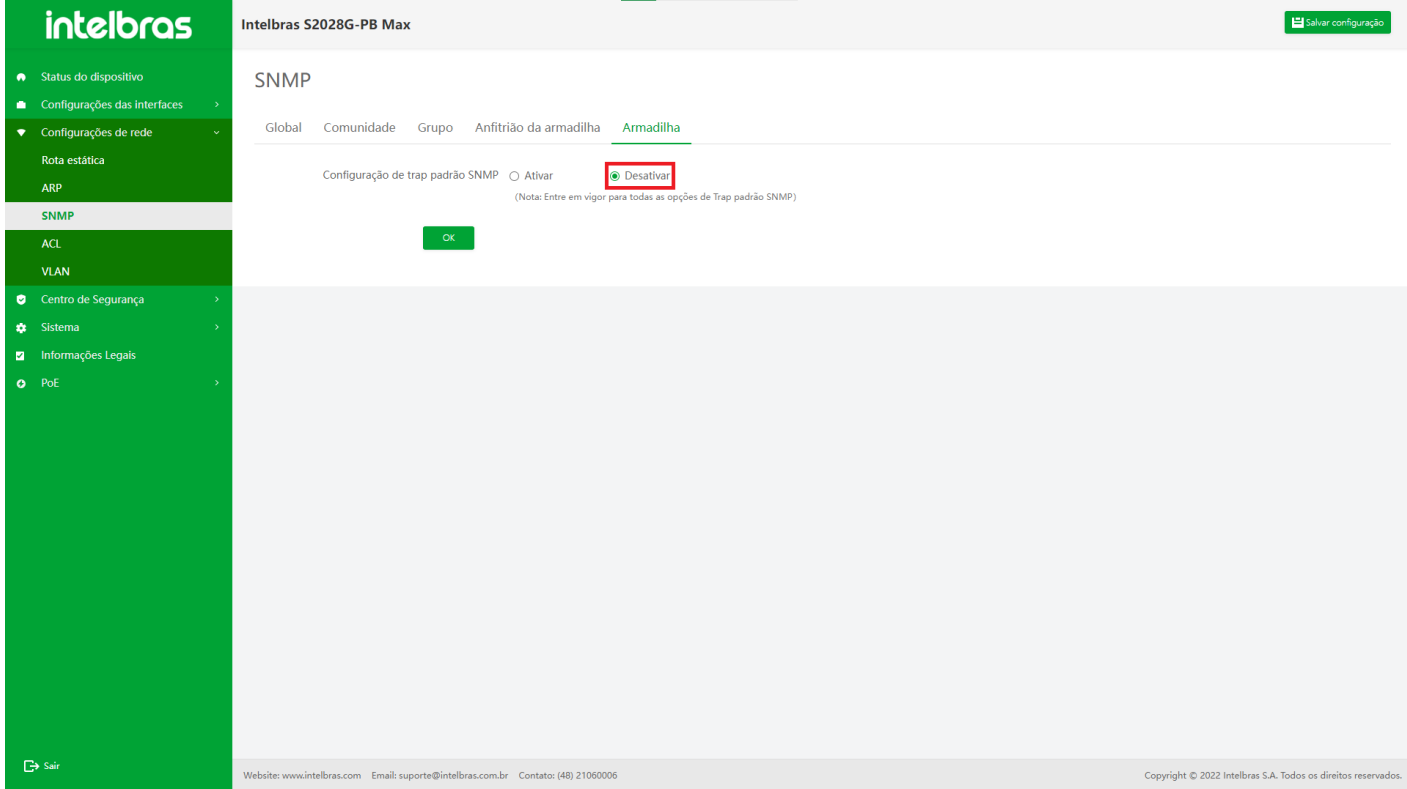 intelbras
Intelbras S2028G-PB Max
Salvar configuração
Status do dispositivo
Configurações das interfaces
Configurações de rede
Rota estática
ARP
SNMP
ACL
VLAN
Centro de Segurança
Sistema
Informações Legais
PoE
Sair
SNMP
Global Comunidade Grupo Anfitrião da armadilha Armadilha
Configuração de trap padrão SNMP Ativar Desativar
(Nota: Entre em vigor para todas as opções de Trap padrão SNMP)
OK
Website: www.intelbras.com Email: suporte@intelbras.com.br Contato: (48) 21060006
Copyright © 2022 Intelbras S.A. Todos os direitos reservados.